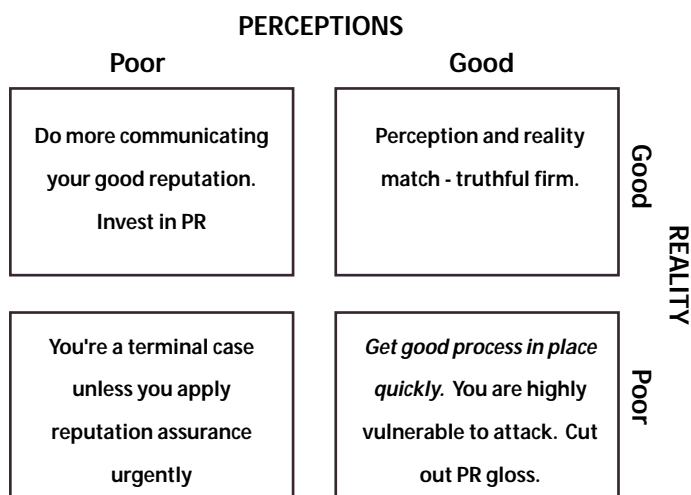 PERCEPTIONS
Poor
Good
Do more communicating
your good reputation.
Invest in PR
Perception and reality
match - truthful firm.
Good
REALITY
You're a terminal case
unless you apply
reputation assurance
urgently
Get good process in place
quickly. You are highly
vulnerable to attack. Cut
out PR gloss.
Poor